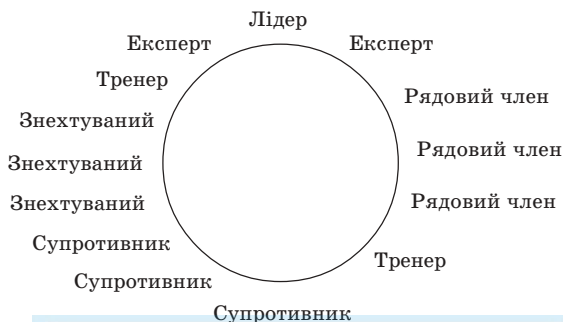 Лідер
Експерт
Експерт
Тренер
Рядовий член
Знехтуваний
Рядовий член
Знехтуваний
Рядовий член
Знехтуваний
Супротивник
Тренер
Супротивник
Супротивник